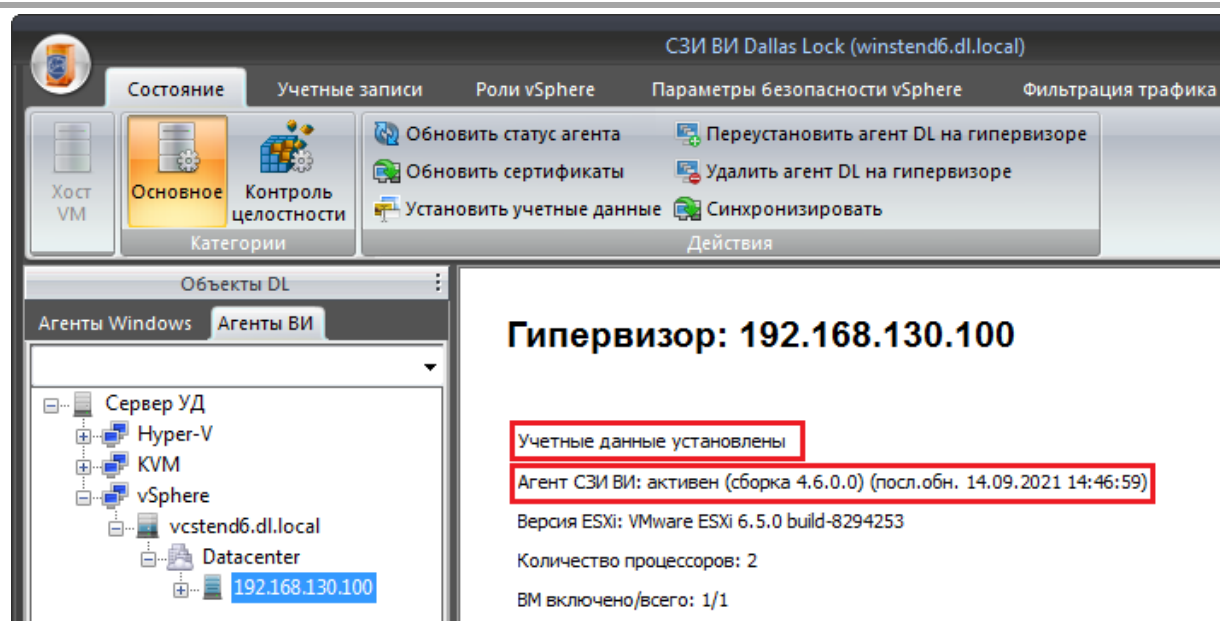 СЗИ ВИ Dallas Lock (winstend6.dl.local)
Состояние Учетные записи Роли vSphere Параметры безопасности vSphere Фильтрация трафика
Хост VM
Основное
Контроль целостности
Категории
Обновить статус агента
Обновить сертификаты
Установить учетные данные
Переустановить агент DL на гипервизоре
Удалить агент DL на гипервизоре
Синхронизировать
Действия
Объекты DL
Агенты Windows Агенты ВИ
Сервер УД
Hyper-V
KVM
vSphere
vcstend6.dl.local
Datacenter
192.168.130.100
Гипервизор: 192.168.130.100
Учетные данные установлены
Агент СЗИ ВИ: активен (сборка 4.6.0.0) (посл.обн. 14.09.2021 14:46:59)
Версия ESXi: VMware ESXi 6.5.0 build-8294253
Количество процессоров: 2
ВМ включено/всего: 1/1